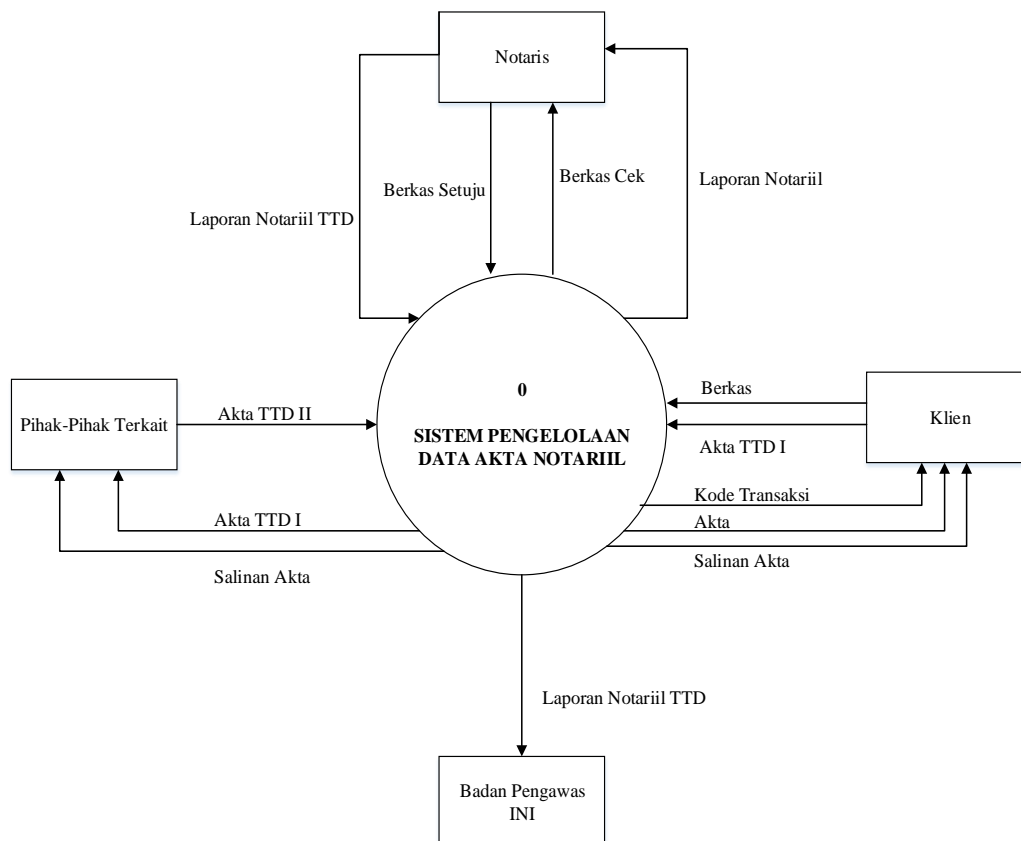 Notaris
Berkas Setuju
Berkas Cek
Laporan Notariil
Laporan Notariil TTD
0
SISTEM PENGELOLAAN
DATA AKTA NOTARIIL
Pihak-Pihak Terkait
Akta TTD II
Akta TTD I
Salinan Akta
Berkas
Akta TTD I
Klien
Kode Transaksi
Akta
Salinan Akta
Laporan Notariil TTD
Badan Pengawas
INI